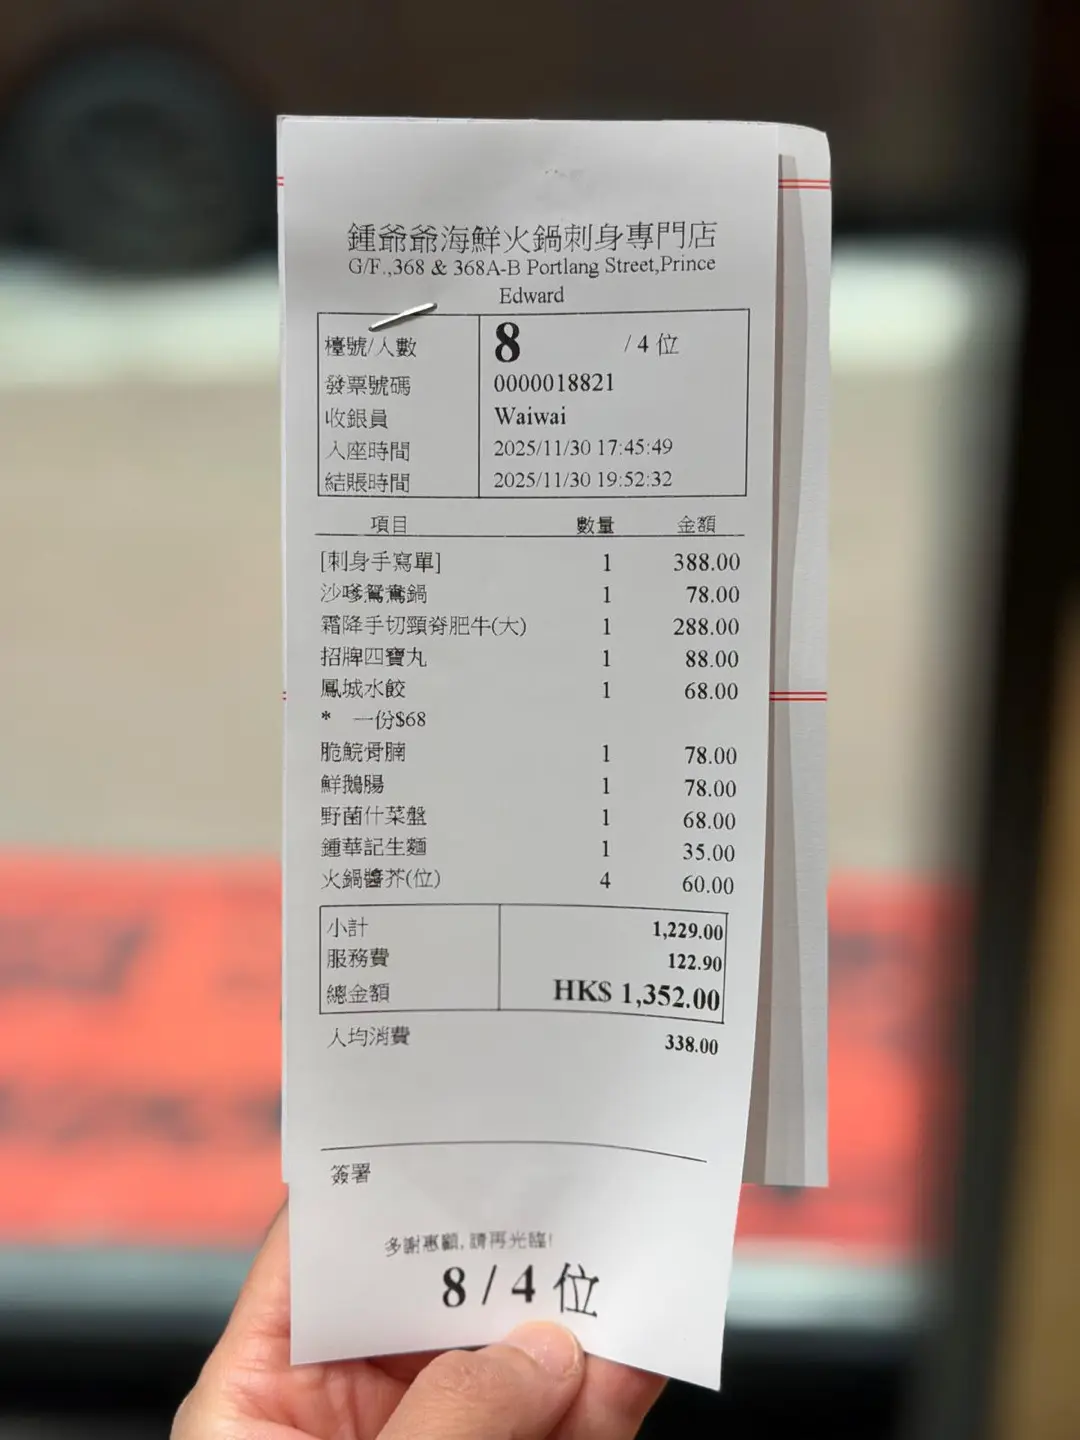 鍾爺爺海鮮火鍋刺身專門店
G/F.,368 & 368A-B Portlang Street,Prince
Edward
檯號/人數 8 / 4 位
發票號碼 0000018821
收銀員 Waiwai
入座時間 2025/11/30 17:45:49
結賬時間 2025/11/30 19:52:32
項目 數量 金額
[刺身手寫單] 1 388.00
沙嗲鴛鴦鍋 1 78.00
霜降手切頸脊肥牛(大) 1 288.00
招牌四寶丸 1 88.00
鳳城水餃 1 68.00
* 一份$68
脆鯇骨腩 1 78.00
鮮鵝腸 1 78.00
野菌什菜盤 1 68.00
鍾華記生麵 1 35.00
火鍋醬芥(位) 4 60.00
小計 1,229.00
服務費 122.90
總金額 HK$ 1,352.00
人均消費 338.00
簽署
多謝惠顧, 請再光臨!
8 / 4 位